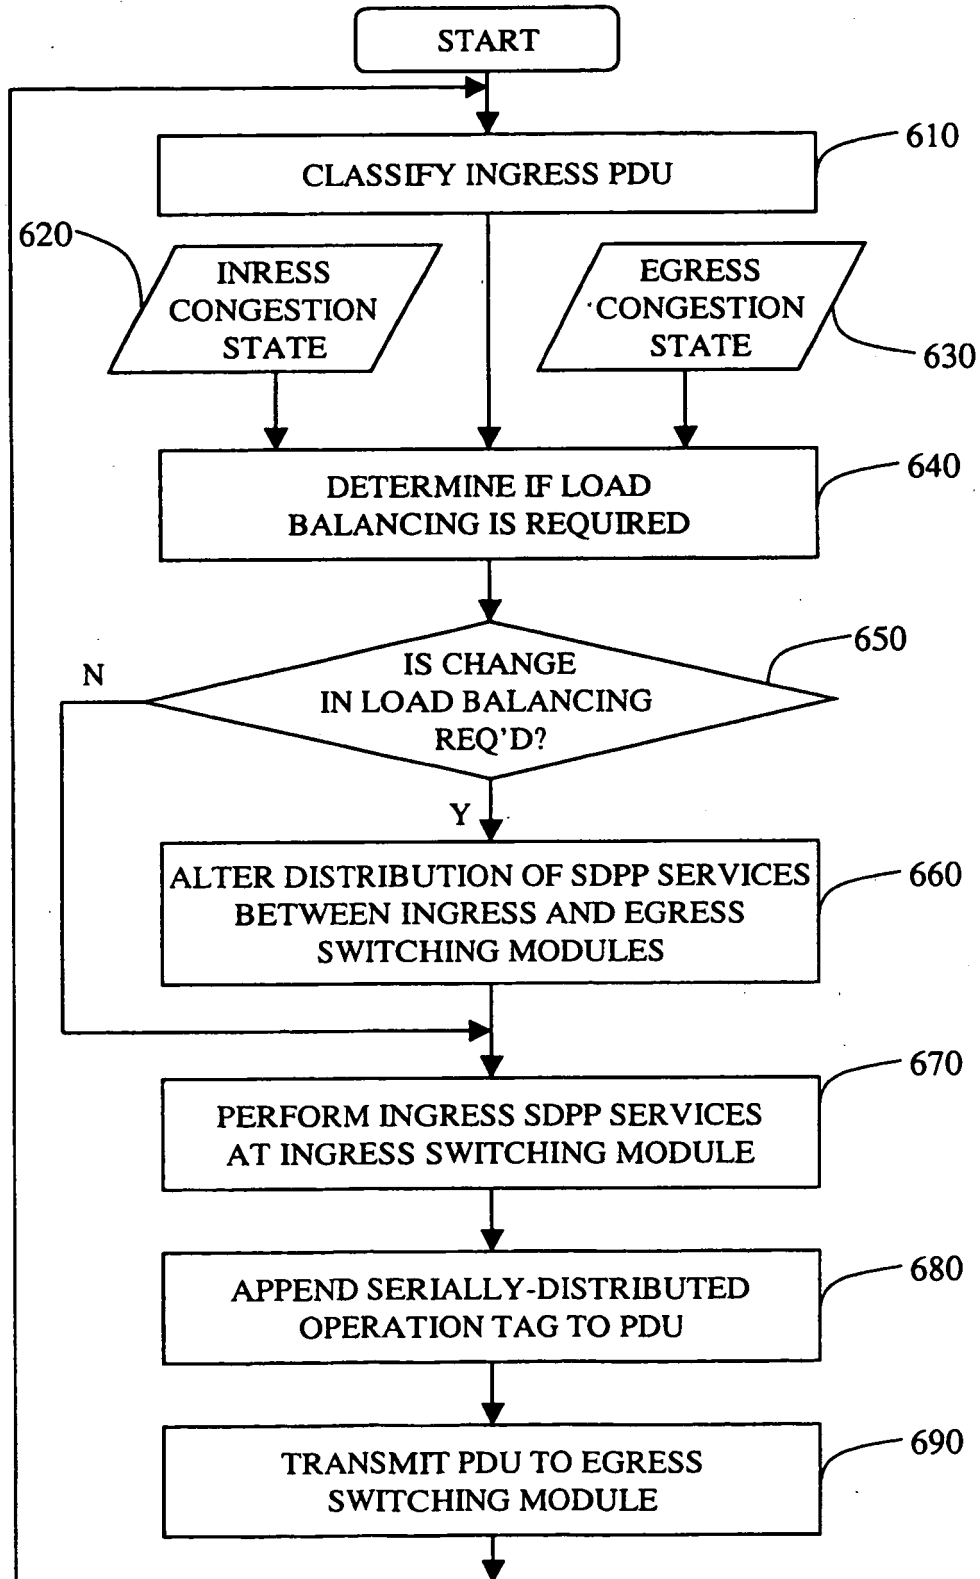 START
610
CLASSIFY INGRESS PDU
620
INRESS
CONGESTION
STATE
EGRESS
CONGESTION
STATE
630
640
DETERMINE IF LOAD
BALANCING IS REQUIRED
650
IS CHANGE
IN LOAD BALANCING
REQ'D?
N
Y
660
ALTER DISTRIBUTION OF SDPP SERVICES
BETWEEN INGRESS AND EGRESS
SWITCHING MODULES
670
PERFORM INGRESS SDPP SERVICES
AT INGRESS SWITCHING MODULE
680
APPEND SERIALLY-DISTRIBUTED
OPERATION TAG TO PDU
690
TRANSMIT PDU TO EGRESS
SWITCHING MODULE